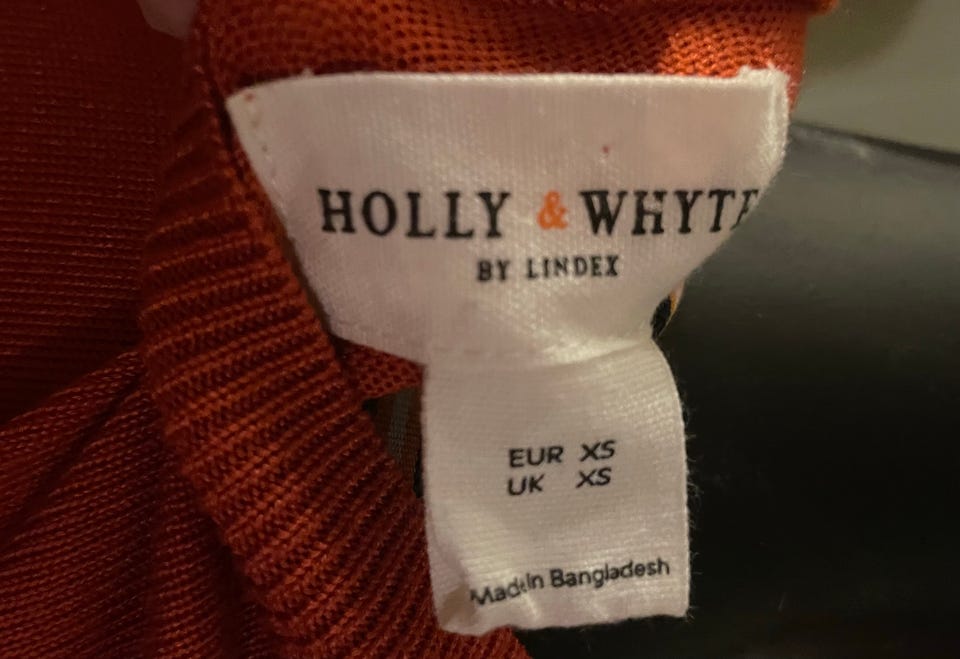 HOLLY & WHYTE
BY LINDEX
EUR XS
UK XS
Made in Bangladesh